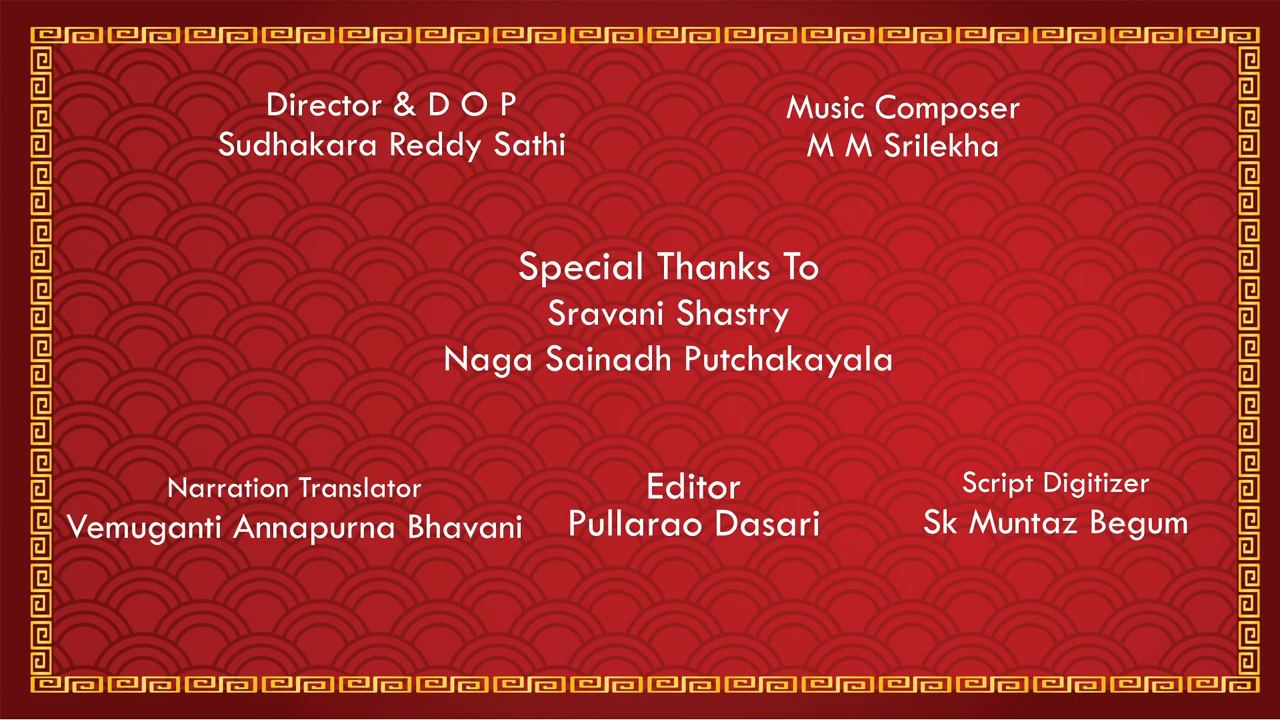 Director & D O P
Sudhakara Reddy Sathi
Music Composer
M M Srilekha
Special Thanks To
Sravani Shastry
Naga Sainadh Putchakayala
Narration Translator
Vemuganti Annapurna Bhavani
Editor
Pullarao Dasari
Script Digitizer
Sk Muntaz Begum